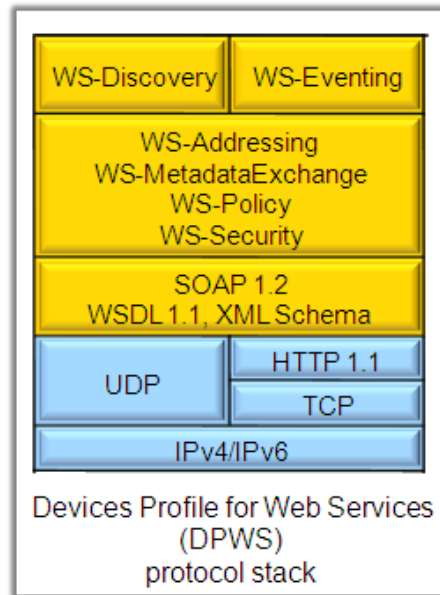 WS-Discovery
WS-Eventing
WS-Addressing
WS-MetadataExchange
WS-Policy
WS-Security
SOAP 1.2
WSDL 1.1, XML Schema
UDP
HTTP 1.1
TCP
IPv4/IPv6
Devices Profile for Web Services
(DPWS)
protocol stack